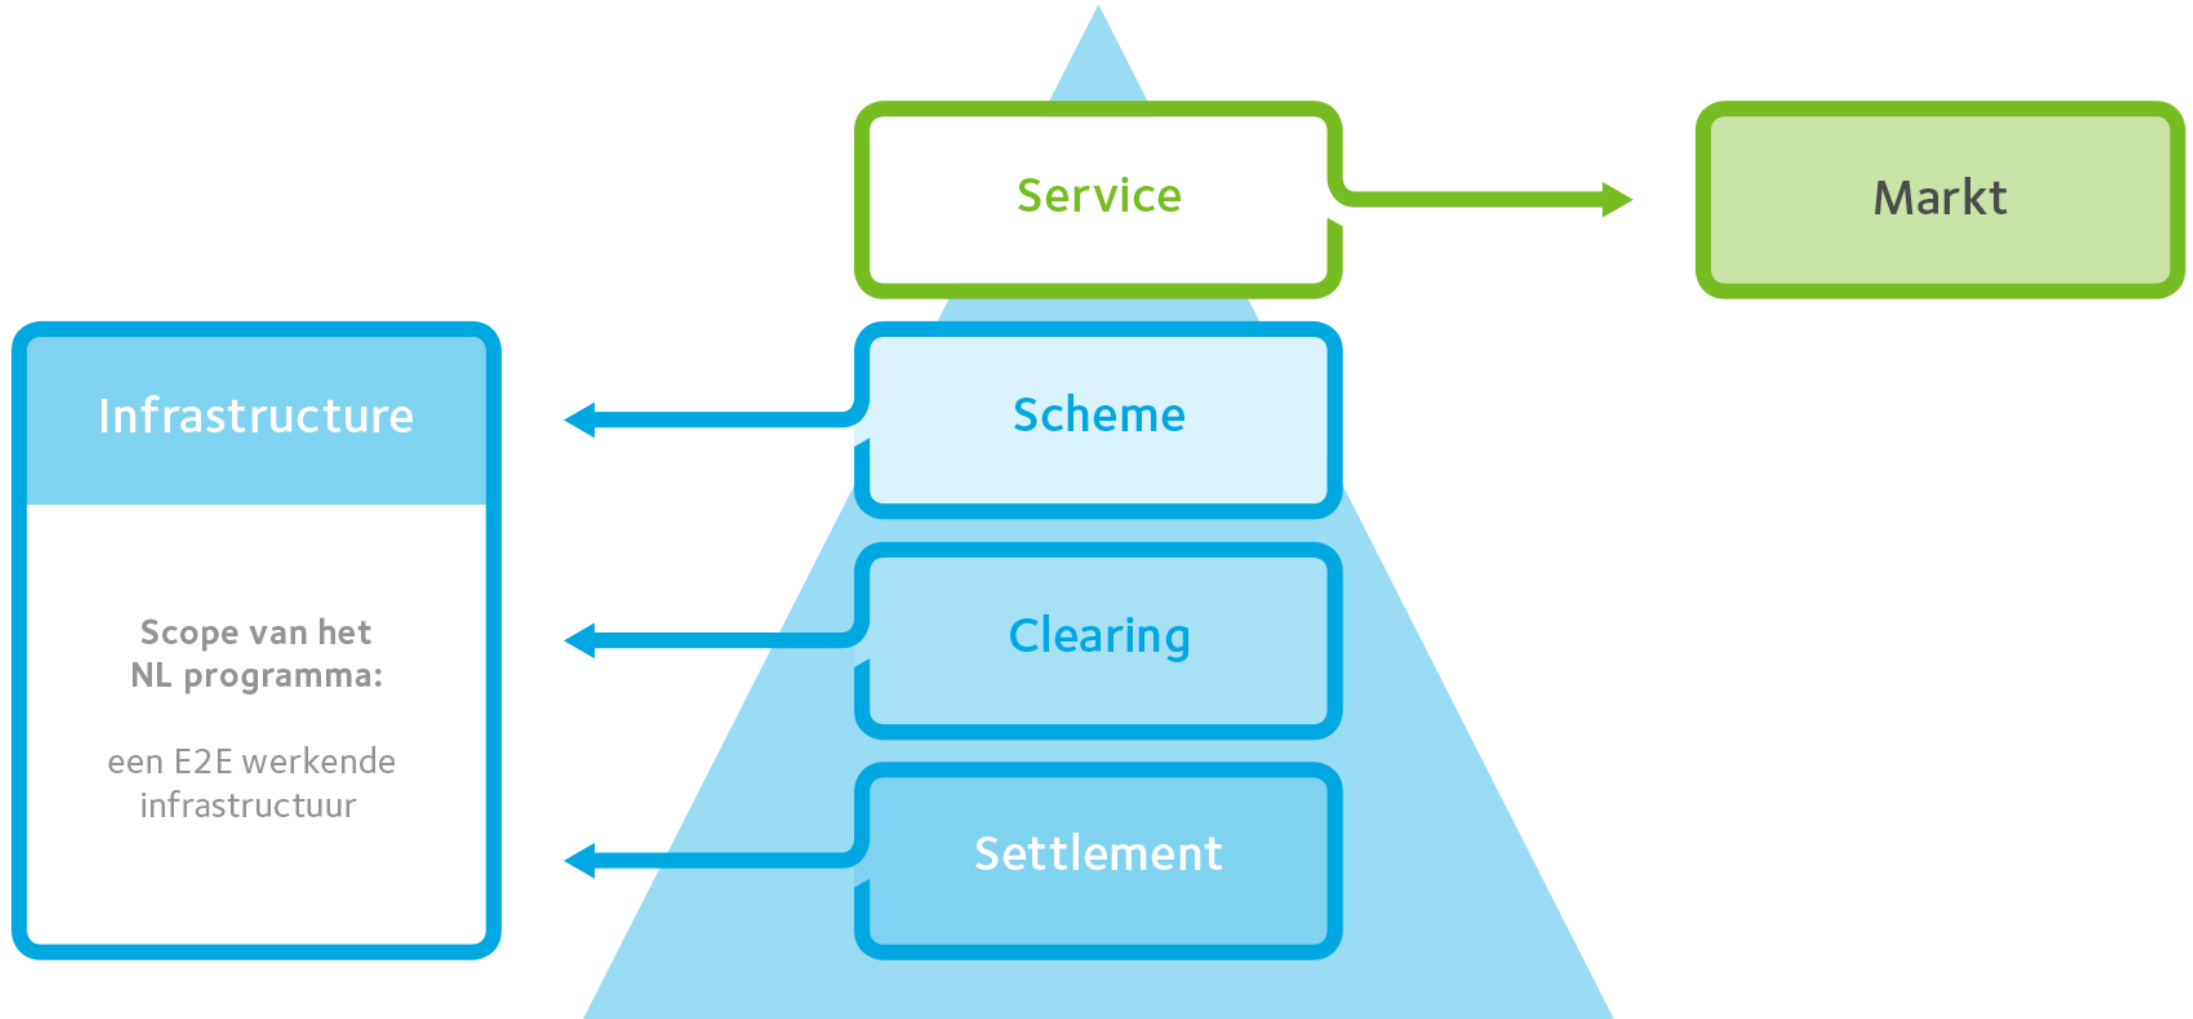 Service
Markt
Infrastructure
Scope van het
NL programma:
een E2E werkende
infrastructuur
Scheme
Clearing
Settlement